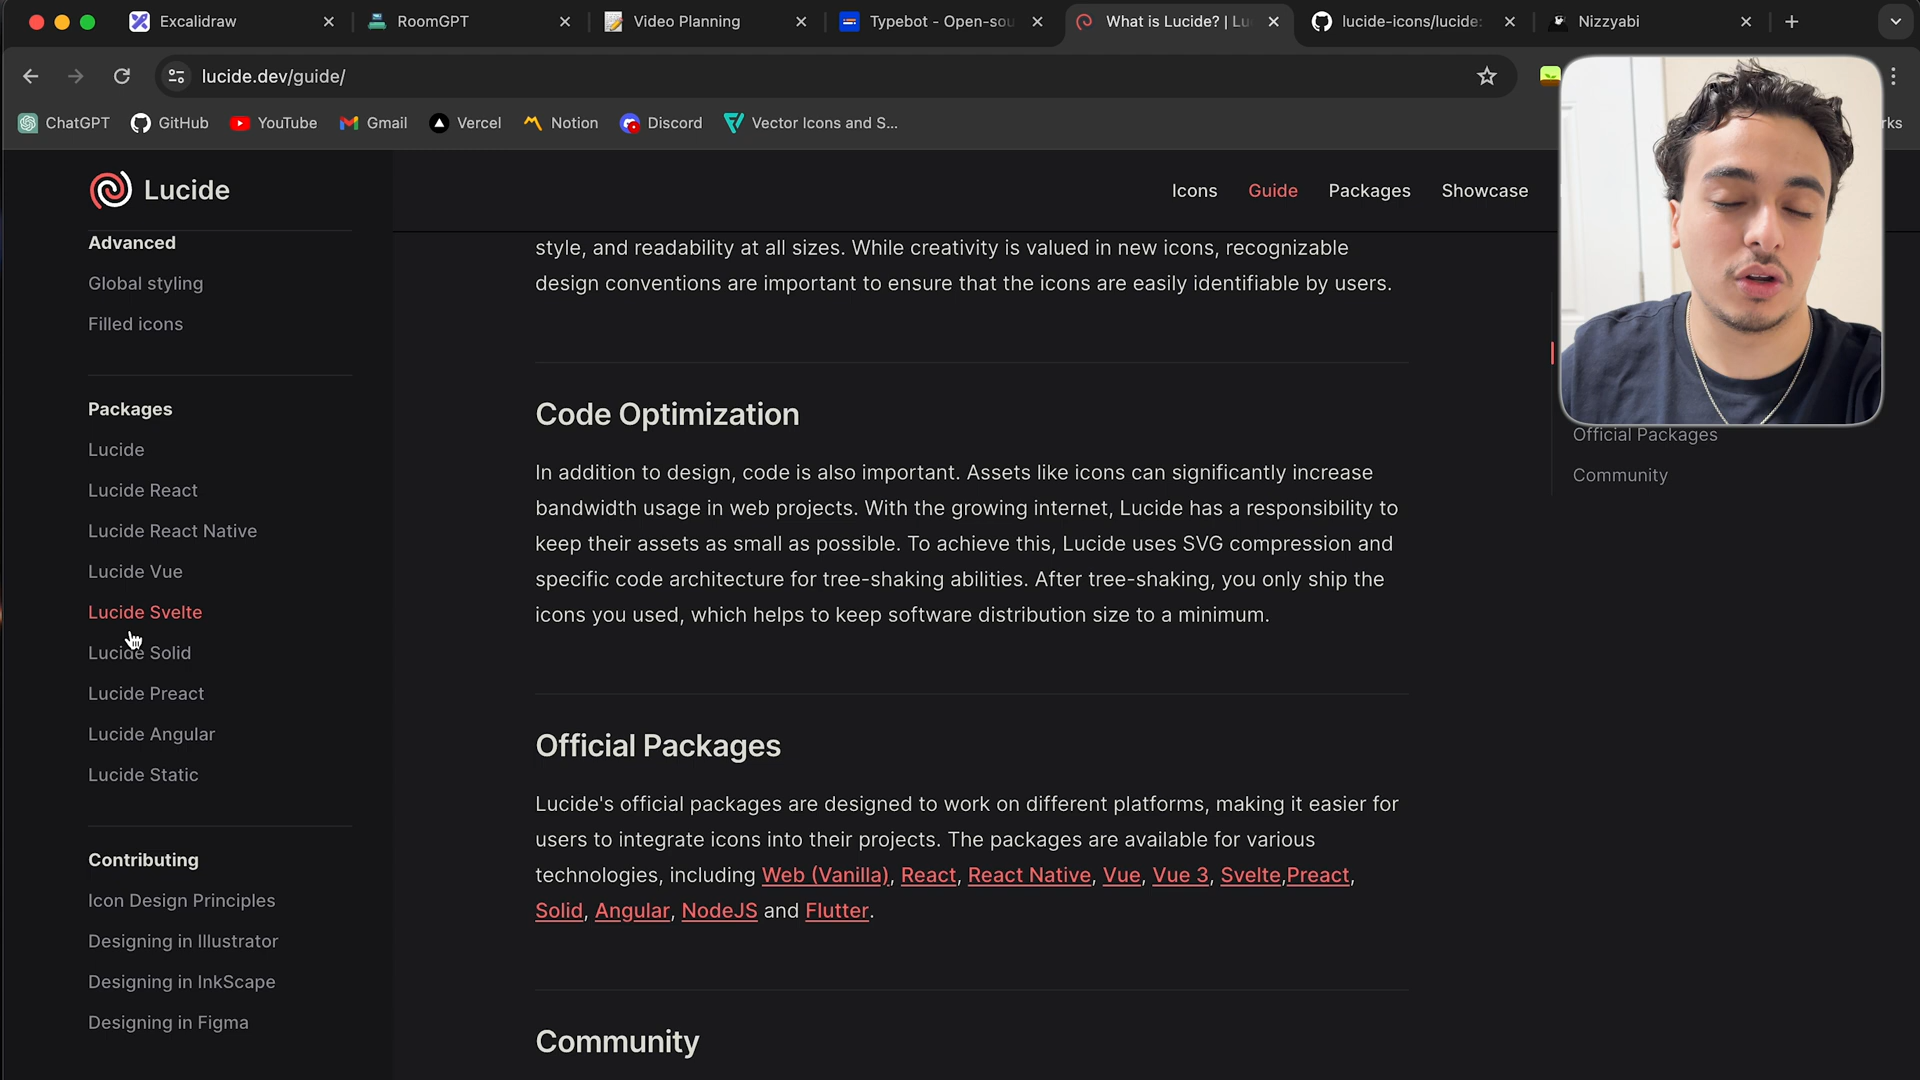 Excalidraw
RoomGPT
Video Planning
Typebot - Open-sou
What is Lucide? | Lu
lucide-icons/lucide:
Nizzyabi
lucide.dev/guide/
ChatGPT
GitHub
YouTube
Gmail
Vercel
Notion
Discord
Vector Icons and S...
rks
Lucide
Icons
Guide
Packages
Showcase
Advanced
Global styling
Filled icons
Packages
Lucide
Lucide React
Lucide React Native
Lucide Vue
Lucide Svelte
Lucide Solid
Lucide Preact
Lucide Angular
Lucide Static
Contributing
Icon Design Principles
Designing in Illustrator
Designing in InkScape
Designing in Figma
style, and readability at all sizes. While creativity is valued in new icons, recognizable
design conventions are important to ensure that the icons are easily identifiable by users.
Code Optimization
In addition to design, code is also important. Assets like icons can significantly increase
bandwidth usage in web projects. With the growing internet, Lucide has a responsibility to
keep their assets as small as possible. To achieve this, Lucide uses SVG compression and
specific code architecture for tree-shaking abilities. After tree-shaking, you only ship the
icons you used, which helps to keep software distribution size to a minimum.
Official Packages
Lucide's official packages are designed to work on different platforms, making it easier for
users to integrate icons into their projects. The packages are available for various
technologies, including Web (Vanilla), React, React Native, Vue, Vue 3, Svelte,Preact,
Solid, Angular, NodeJS and Flutter.
Community
Official Packages
Community